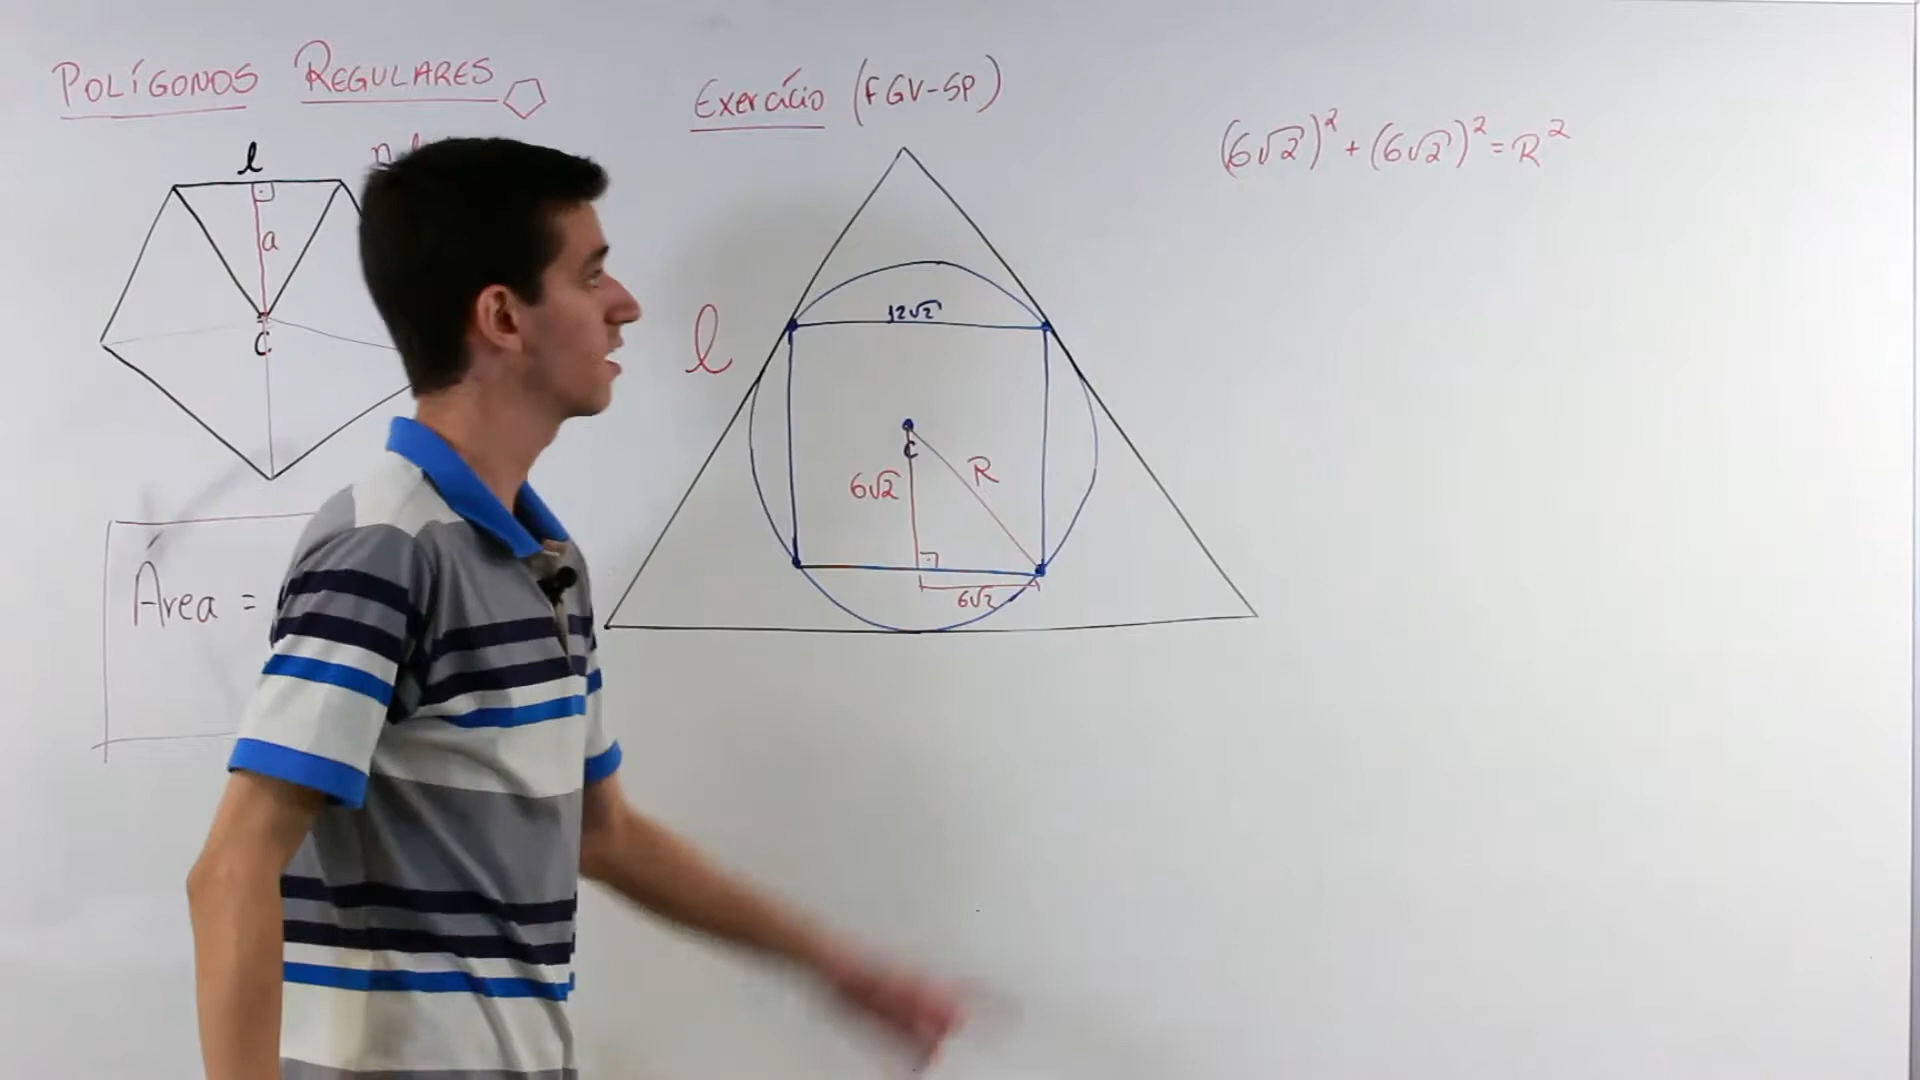 POLÍGONOS REGULARES
l
a
C
Área =
Exercício (FGV-SP)
l
12√2
C
6√2
R
6√2
(6√2)² + (6√2)² = R²